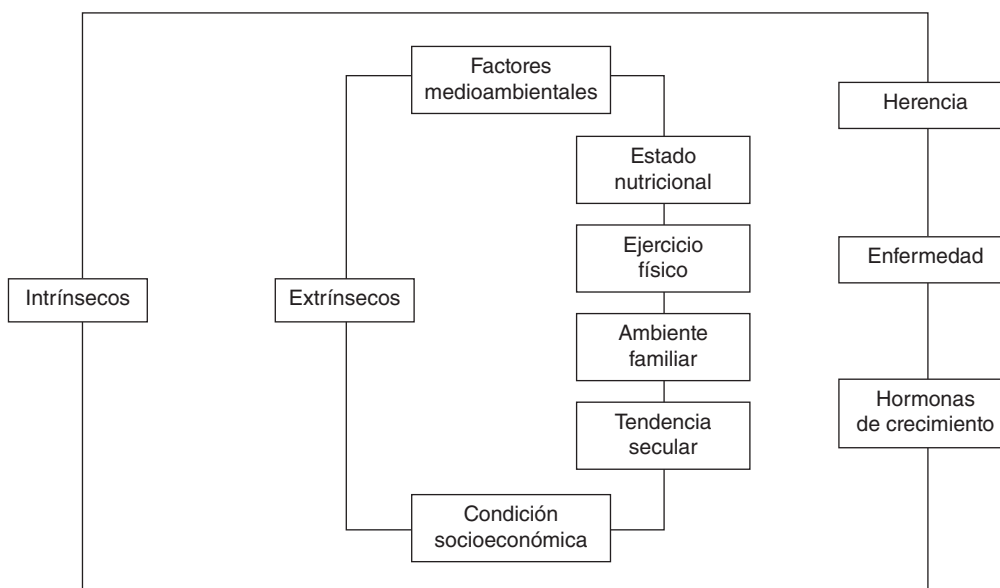 Factores
medioambientales
Herencia
Estado
nutricional
Ejercicio
físico
Enfermedad
Intrínsecos
Extrínsecos
Ambiente
familiar
Hormonas
de crecimiento
Tendencia
secular
Condición
socioeconómica